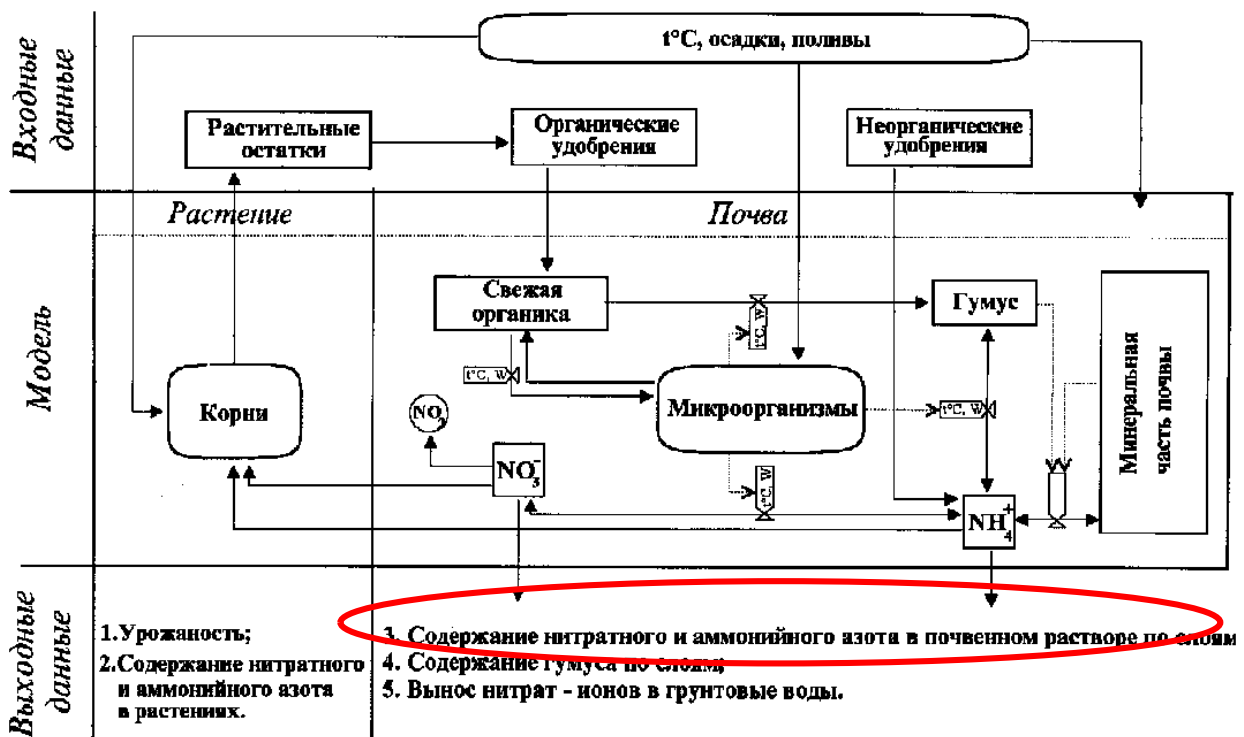 Входные
данные
t°C, осадки, поливы
Растительные
остатки
Органические
удобрения
Неорганические
удобрения
Модель
Растение
Почва
Свежая
органика
Гумус
t°C, W
t°C, W
Корни
NO
Микроорганизмы
t°C, W
Минеральная
часть почвы
NO3-
t°C, W
NH4+
Выходные
данные
1.Урожаность;
2.Содержание нитратного
и аммонийного азота
в растениях.
3. Содержание нитратного и аммонийного азота в почвенном растворе по слоям
4. Содержание гумуса по слоям;
5. Вынос нитрат - ионов в грунтовые воды.